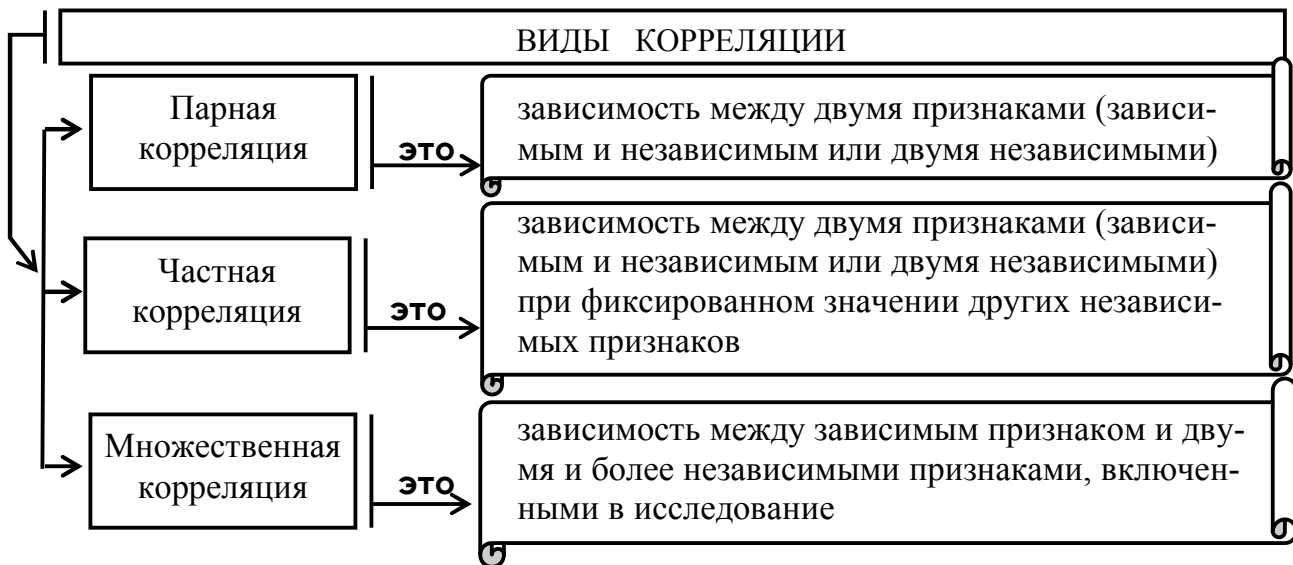 ВИДЫ КОРРЕЛЯЦИИ
Парная
корреляция
это
зависимость между двумя признаками (зависи-
мым и независимым или двумя независимыми)
Частная
корреляция
это
зависимость между двумя признаками (зависи-
мым и независимым или двумя независимыми)
при фиксированном значении других независи-
мых признаков
Множественная
корреляция
это
зависимость между зависимым признаком и дву-
мя и более независимыми признаками, включен-
ными в исследование